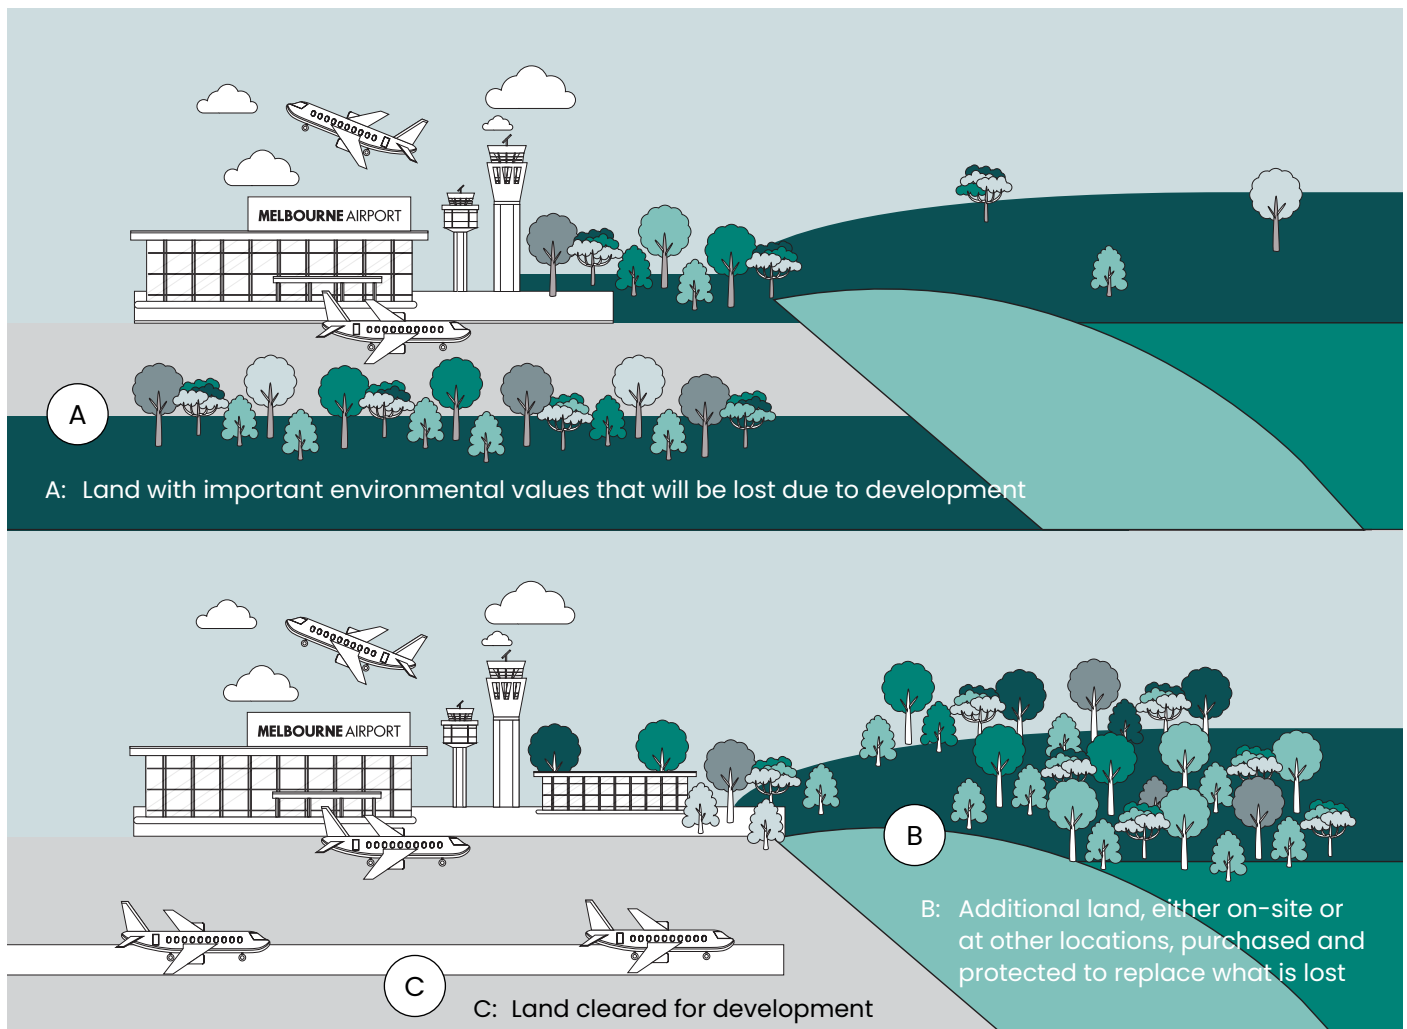 MELBOURNE AIRPORT
A
A: Land with important environmental values that will be lost due to development
MELBOURNE AIRPORT
B
B: Additional land, either on-site or
at other locations, purchased and
protected to replace what is lost
C
C: Land cleared for development